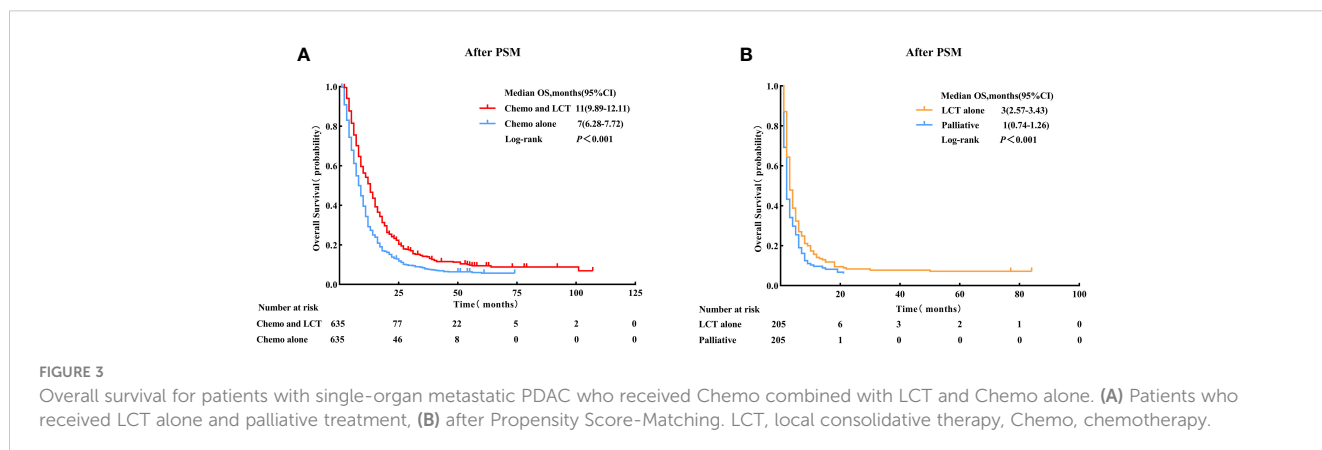 A
After PSM
Median OS,months(95%CI)
Chemo and LCT 11(9.89-12.11)
Chemo alone 7(6.28-7.72)
Log-rank P<0.001
Overall Survival( probability)
1.0
0.8
0.6
0.4
0.2
0.0
25 50 75 100 125
Time( months)
Number at risk
Chemo and LCT 635 77 22 5 2 0
Chemo alone 635 46 8 0 0 0
B
After PSM
Median OS,months(95%CI)
LCT alone 3(2.57-3.43)
Palliative 1(0.74-1.26)
Log-rank P<0.001
Overall Survival( probability)
1.0
0.8
0.6
0.4
0.2
0.0
20 40 60 80 100
Time( months)
Number at risk
LCT alone 205 6 3 2 1 0
Palliative 205 1 0 0 0 0
FIGURE 3
Overall survival for patients with single-organ metastatic PDAC who received Chemo combined with LCT and Chemo alone. (A) Patients who
received LCT alone and palliative treatment, (B) after Propensity Score-Matching. LCT, local consolidative therapy, Chemo, chemotherapy.